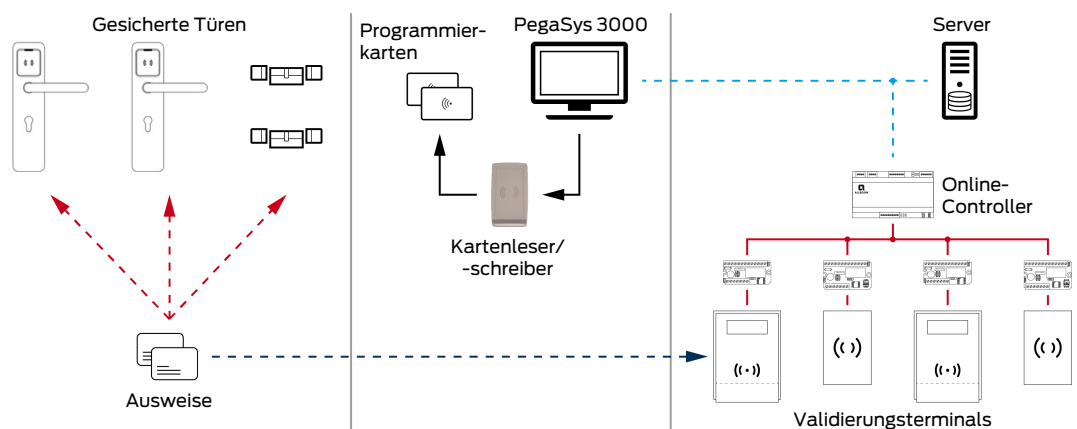 Gesicherte Türen
Programmier-
karten
PegaSys 3000
Server
Online-
Controller
Kartenleser/
-schreiber
Ausweise
Validierungsterminals